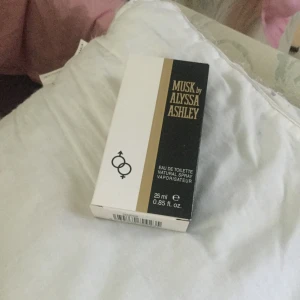 MUSK by
ALYSSA
ASHLEY
EAU DE TOILETTE
NATURAL SPRAY
VAPORISATEUR
25 ml e
0.85 fl. oz.